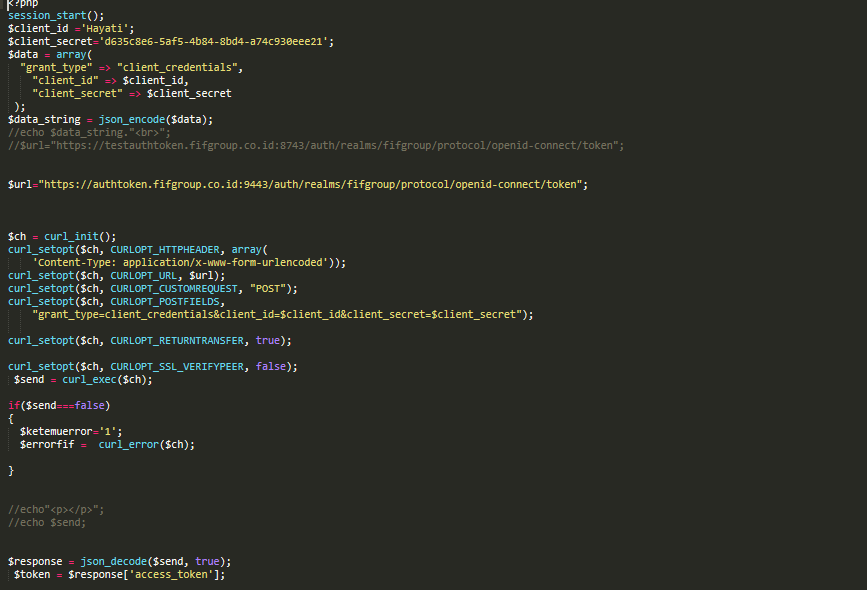 <?php
session_start();
$client_id ='Hayati';
$client_secret='d635c8e6-5af5-4b84-8bd4-a74c930eee21';
$data = array(
"grant_type" => "client_credentials",
"client_id" => $client_id,
"client_secret" => $client_secret
);
$data_string = json_encode($data);
//echo $data_string."<br>";
//$url="https://testauthtoken.fifgroup.co.id:8743/auth/realms/fifgroup/protocol/openid-connect/token";
$url="https://authtoken.fifgroup.co.id:9443/auth/realms/fifgroup/protocol/openid-connect/token";
$ch = curl_init();
curl_setopt($ch, CURLOPT_HTTPHEADER, array(
'Content-Type: application/x-www-form-urlencoded'));
curl_setopt($ch, CURLOPT_URL, $url);
curl_setopt($ch, CURLOPT_CUSTOMREQUEST, "POST");
curl_setopt($ch, CURLOPT_POSTFIELDS,
"grant_type=client_credentials&client_id=$client_id&client_secret=$client_secret");
curl_setopt($ch, CURLOPT_RETURNTRANSFER, true);
curl_setopt($ch, CURLOPT_SSL_VERIFYPEER, false);
$send = curl_exec($ch);
if($send===false)
{
$ketemuerror='1';
$errorfif =  curl_error($ch);
}
//echo"<p></p>";
//echo $send;
$response = json_decode($send, true);
$token = $response['access_token'];